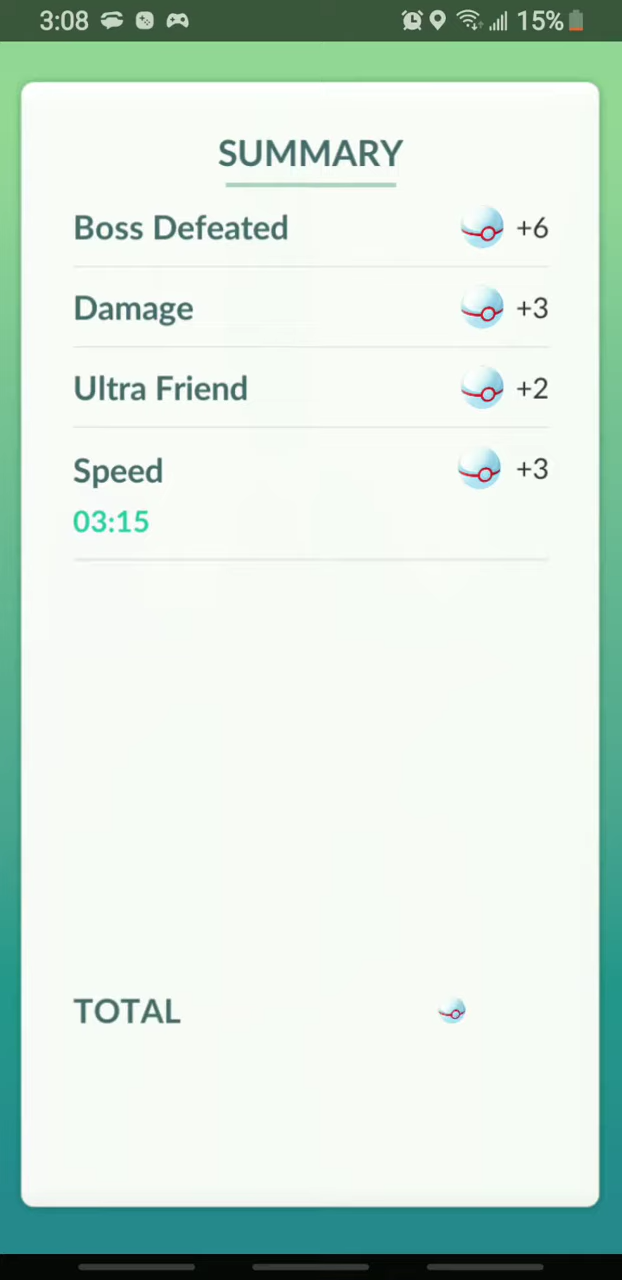 3:08 15%
SUMMARY
Boss Defeated +6
Damage +3
Ultra Friend +2
Speed +3
03:15
TOTAL